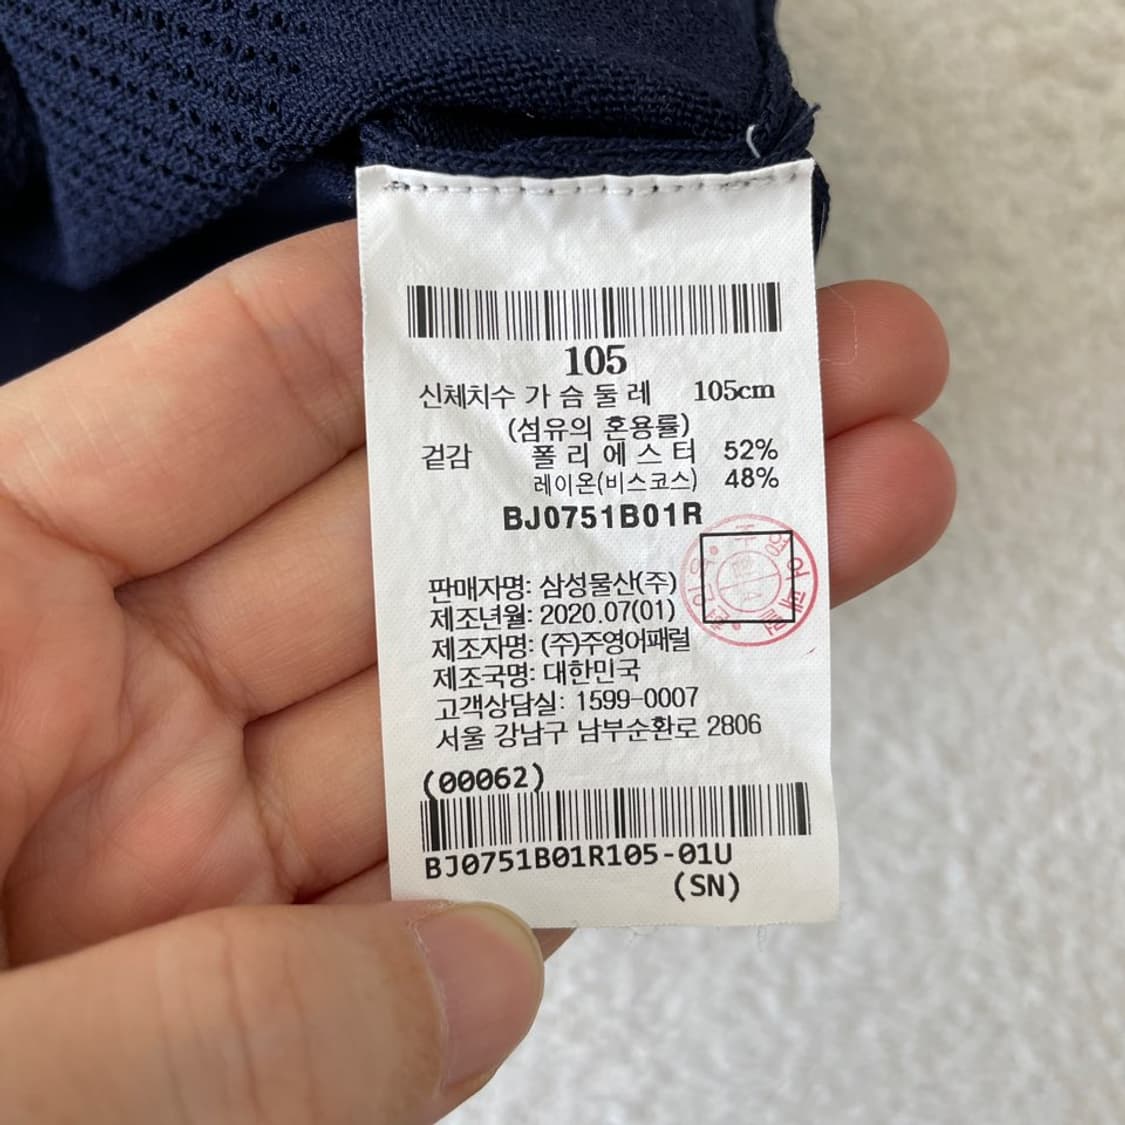 105
신체치수 가 슴 둘 레 105cm
(섬유의 혼용률)
겉감 폴 리 에 스 터 52%
레이온(비스코스) 48%
BJ0751B01R
판매자명: 삼성물산(주)
제조년월: 2020.07(01)
제조자명: (주)주영어패럴
제조국명: 대한민국
고객상담실: 1599-0007
서울 강남구 남부순환로 2806
(00062)
BJ0751B01R105-01U
(SN)